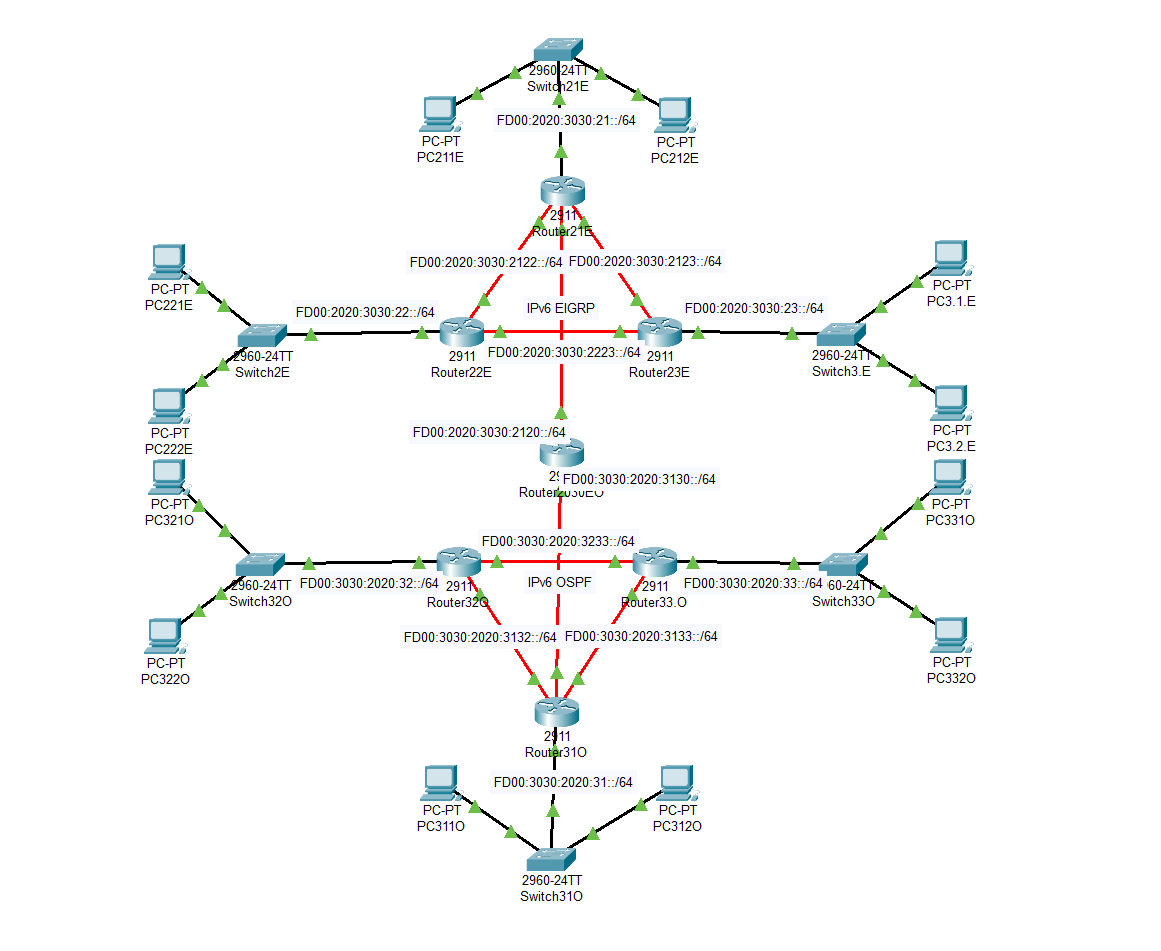 2960-24TT
Switch21E
PC-PT
PC211E
FD00:2020:3030:21::/64
PC-PT
PC212E
2911
Router21E
FD00:2020:3030:2122::/64
FD00:2020:3030:2123::/64
PC-PT
PC221E
PC-PT
PC3.1.E
FD00:2020:3030:22::/64
IPv6 EIGRP
FD00:2020:3030:23::/64
2960-24TT
Switch2E
2911
Router22E
FD00:2020:3030:2223::/64
2911
Router23E
2960-24TT
Switch3.E
PC-PT
PC222E
FD00:2020:3030:2120::/64
PC-PT
PC3.2.E
FD00:3030:2020:3130::/64
Router2030EO
PC-PT
PC321O
PC-PT
PC331O
FD00:3030:2020:3233::/64
2960-24TT
Switch32O
FD00:3030:2020:32::/64
2911
Router32O
IPv6 OSPF
2911
Router33.O
FD00:3030:2020:33::/64
60-24TT
Switch33O
FD00:3030:2020:3132::/64
FD00:3030:2020:3133::/64
PC-PT
PC322O
PC-PT
PC332O
2911
Router31O
FD00:3030:2020:31::/64
PC-PT
PC311O
PC-PT
PC312O
2960-24TT
Switch31O